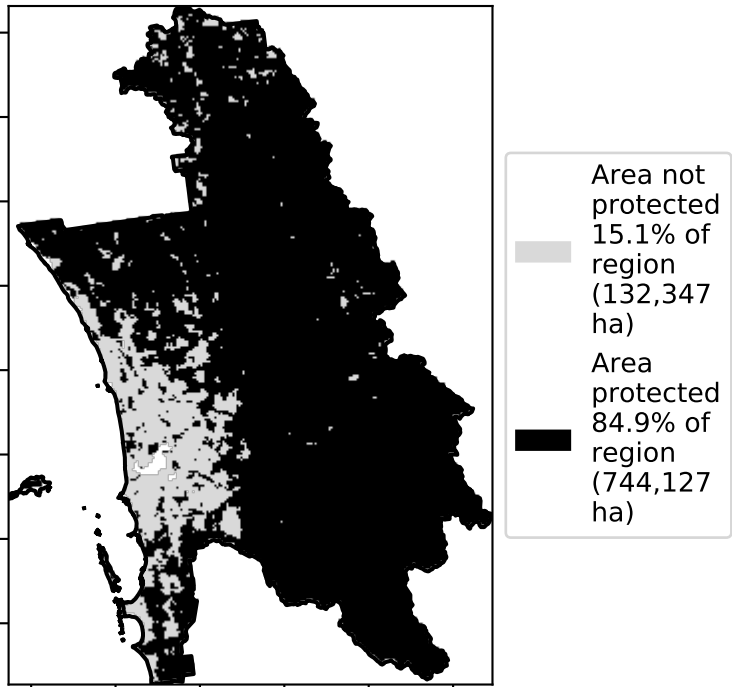 Area not
protected
15.1% of
region
(132,347
ha)
Area
protected
84.9% of
region
(744,127
ha)